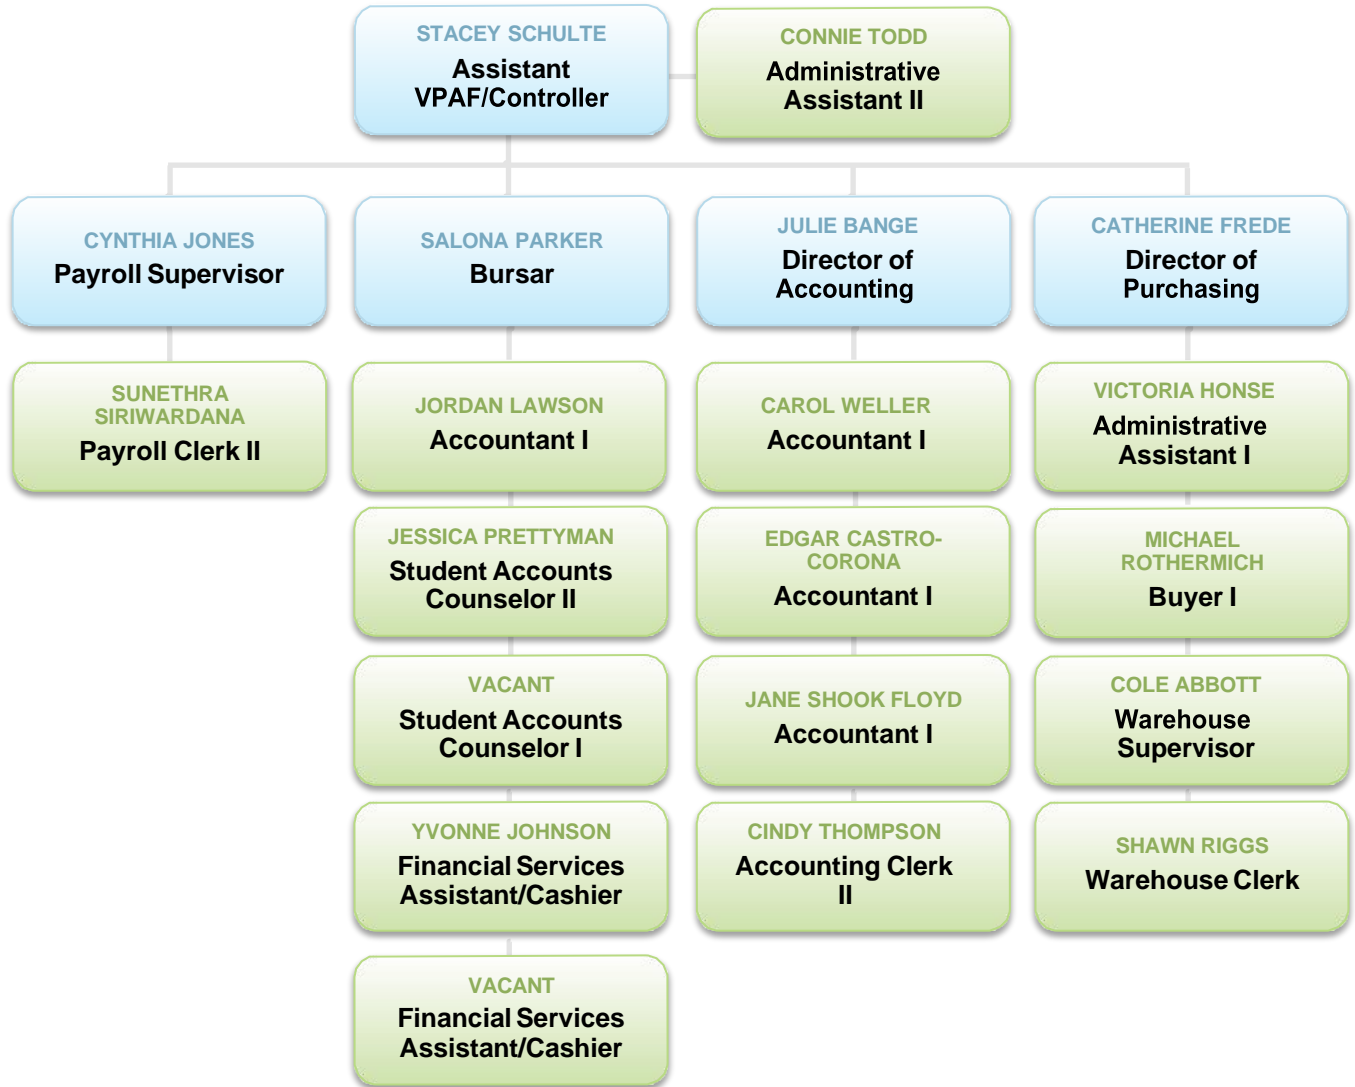 STACEY SCHULTE
Assistant
VPAF/Controller
CONNIE TODD
Administrative
Assistant II
CYNTHIA JONES
Payroll Supervisor
SALONA PARKER
Bursar
JULIE BANGE
Director of
Accounting
CATHERINE FREDE
Director of
Purchasing
SUNETHRA
SIRIWARDANA
Payroll Clerk II
JORDAN LAWSON
Accountant I
CAROL WELLER
Accountant I
VICTORIA HONSE
Administrative
Assistant I
JESSICA PRETTYMAN
Student Accounts
Counselor II
EDGAR CASTRO-
CORONA
Accountant I
MICHAEL
ROTHERMICH
Buyer I
VACANT
Student Accounts
Counselor I
JANE SHOOK FLOYD
Accountant I
COLE ABBOTT
Warehouse
Supervisor
YVONNE JOHNSON
Financial Services
Assistant/Cashier
CINDY THOMPSON
Accounting Clerk
II
SHAWN RIGGS
Warehouse Clerk
VACANT
Financial Services
Assistant/Cashier